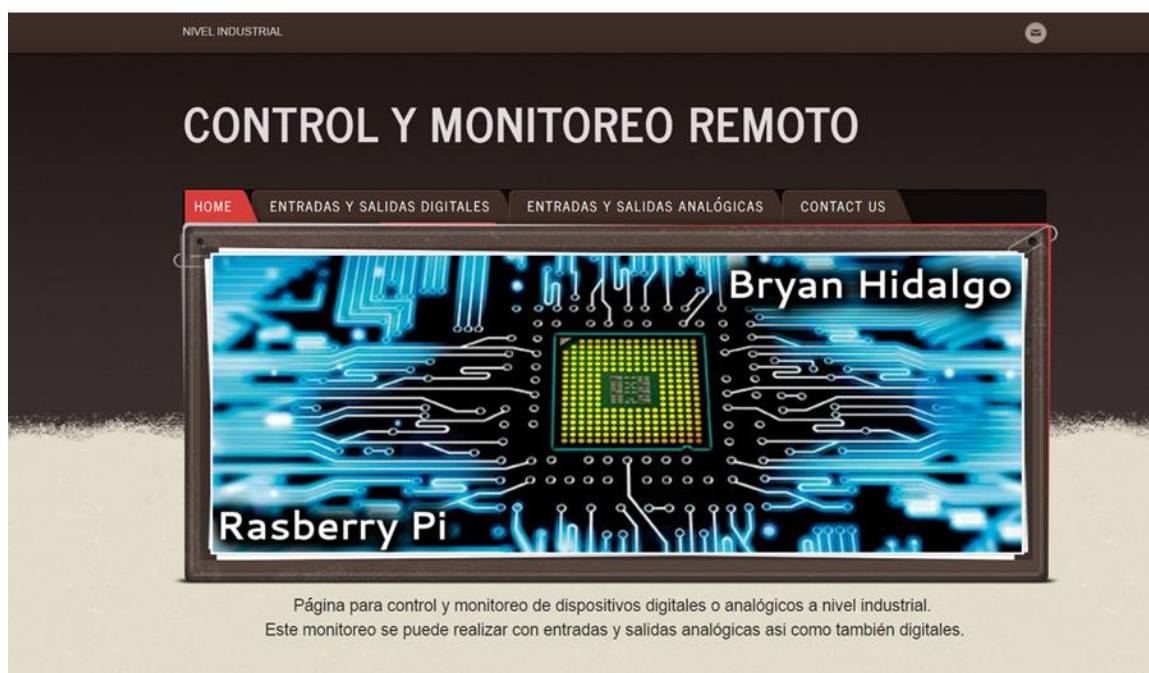 NIVEL INDUSTRIAL
CONTROL Y MONITOREO REMOTO
HOME ENTRADAS Y SALIDAS DIGITALES ENTRADAS Y SALIDAS ANALÓGICAS CONTACT US
Bryan Hidalgo
Rasberry Pi
Página para control y monitoreo de dispositivos digitales o analógicos a nivel industrial.
Este monitoreo se puede realizar con entradas y salidas analógicas asi como también digitales.